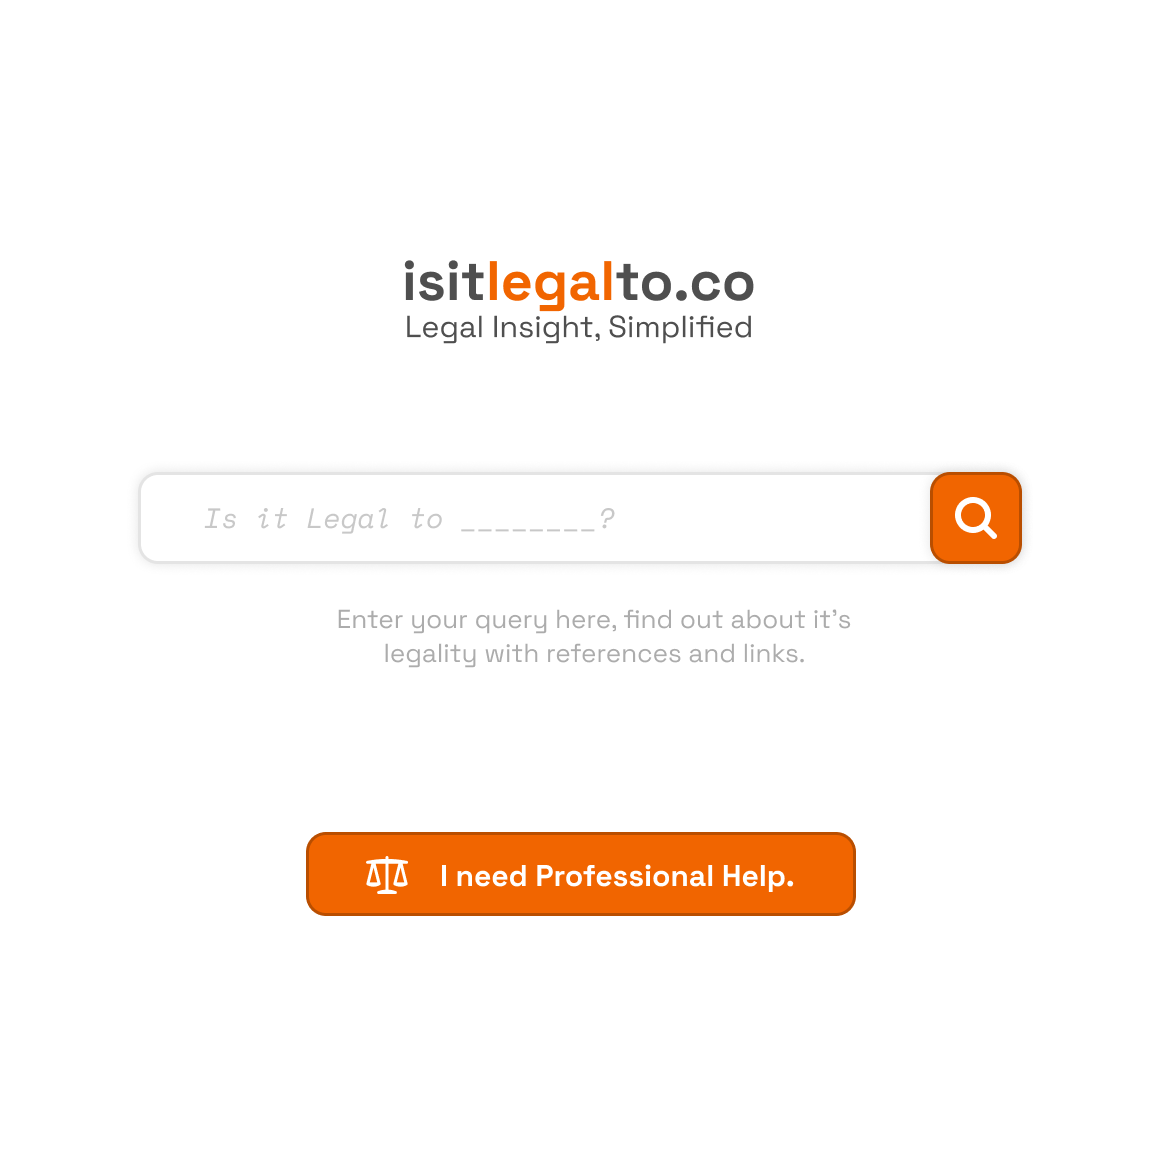 isitlegalto.co
Legal Insight, Simplified
Is it Legal to ________?
Enter your query here, find out about it's
legality with references and links.
I need Professional Help.